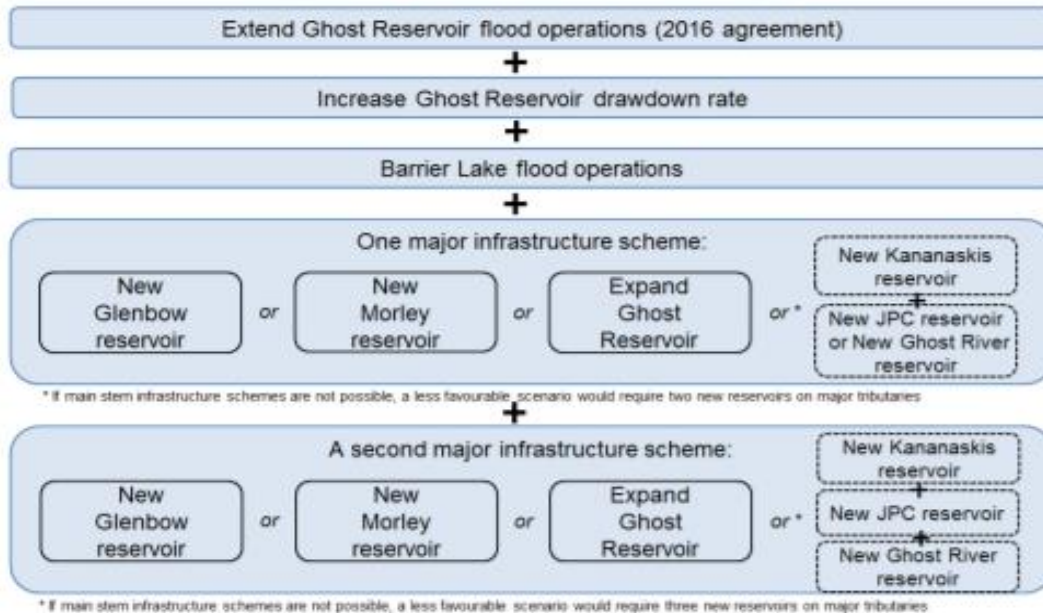 Extend Ghost Reservoir flood operations (2016 agreement)
+
Increase Ghost Reservoir drawdown rate
+
Barrier Lake flood operations
+
One major infrastructure scheme:
New
Glenbow
reservoir
or
New
Morley
reservoir
or
Expand
Ghost
Reservoir
or *
New Kananaskis
reservoir
+
New JPC reservoir
or New Ghost River
reservoir
* If main stem infrastructure schemes are not possible, a less favourable scenario would require two new reservoirs on major tributaries
+
A second major infrastructure scheme:
New
Glenbow
reservoir
or
New
Morley
reservoir
or
Expand
Ghost
Reservoir
or *
New Kananaskis
reservoir
+
New JPC reservoir
+
New Ghost River
reservoir
* If main stem infrastructure schemes are not possible, a less favourable scenario would require three new reservoirs on major tributaries